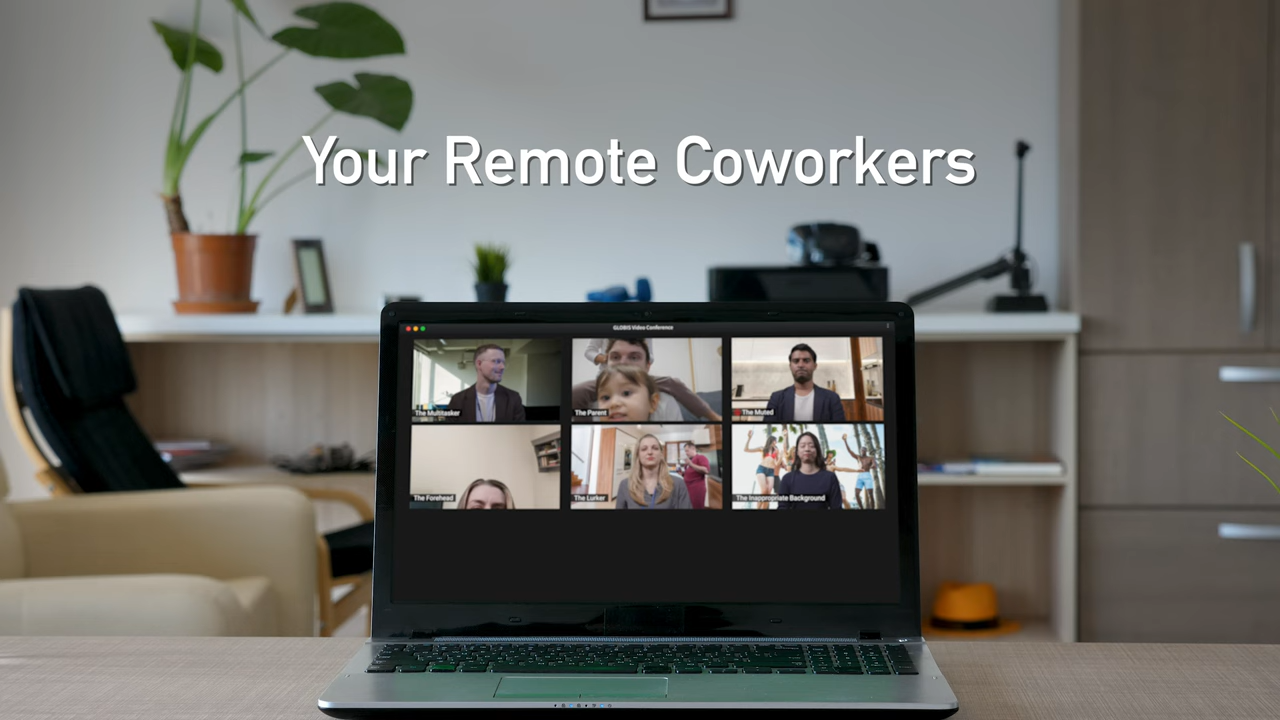 Your Remote Coworkers
GLOBIS Video Conference
The Multitasker
The Parent
The Muted
The Forehead
The Lurker
The Inappropriate Background